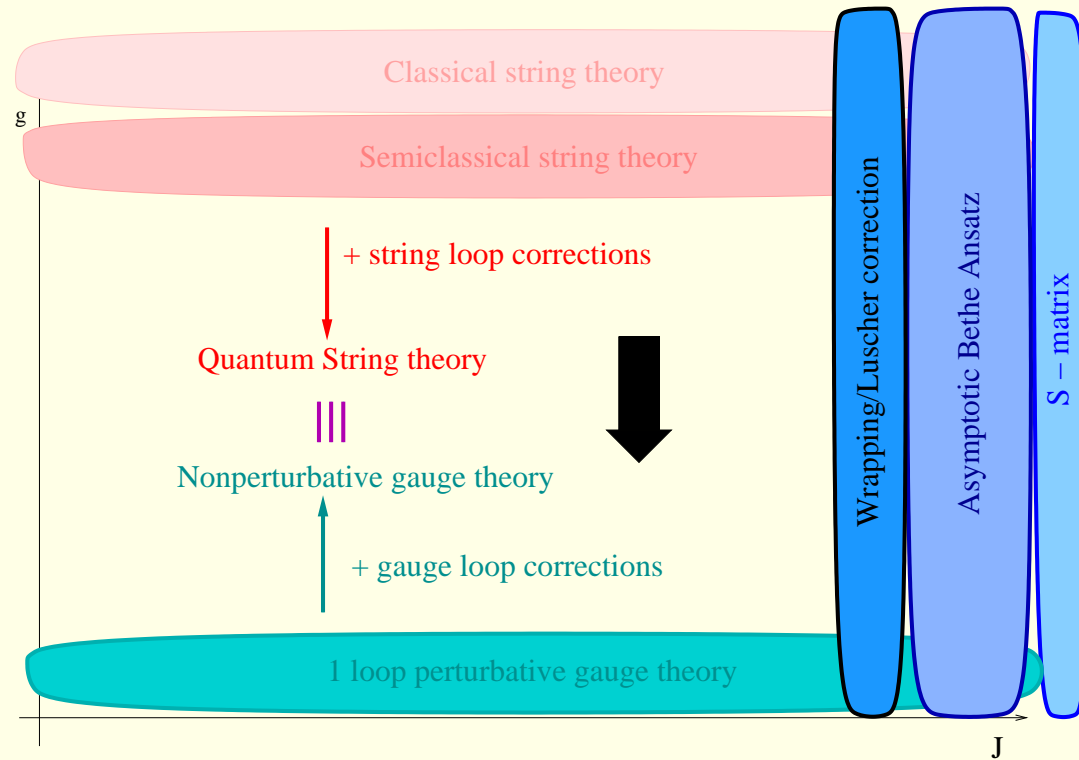 Classical string theory
g
Semiclassical string theory
+ string loop corrections
Quantum String theory
Nonperturbative gauge theory
+ gauge loop corrections
1 loop perturbative gauge theory
J
Wrapping/Luscher correction
Asymptotic Bethe Ansatz
S – matrix